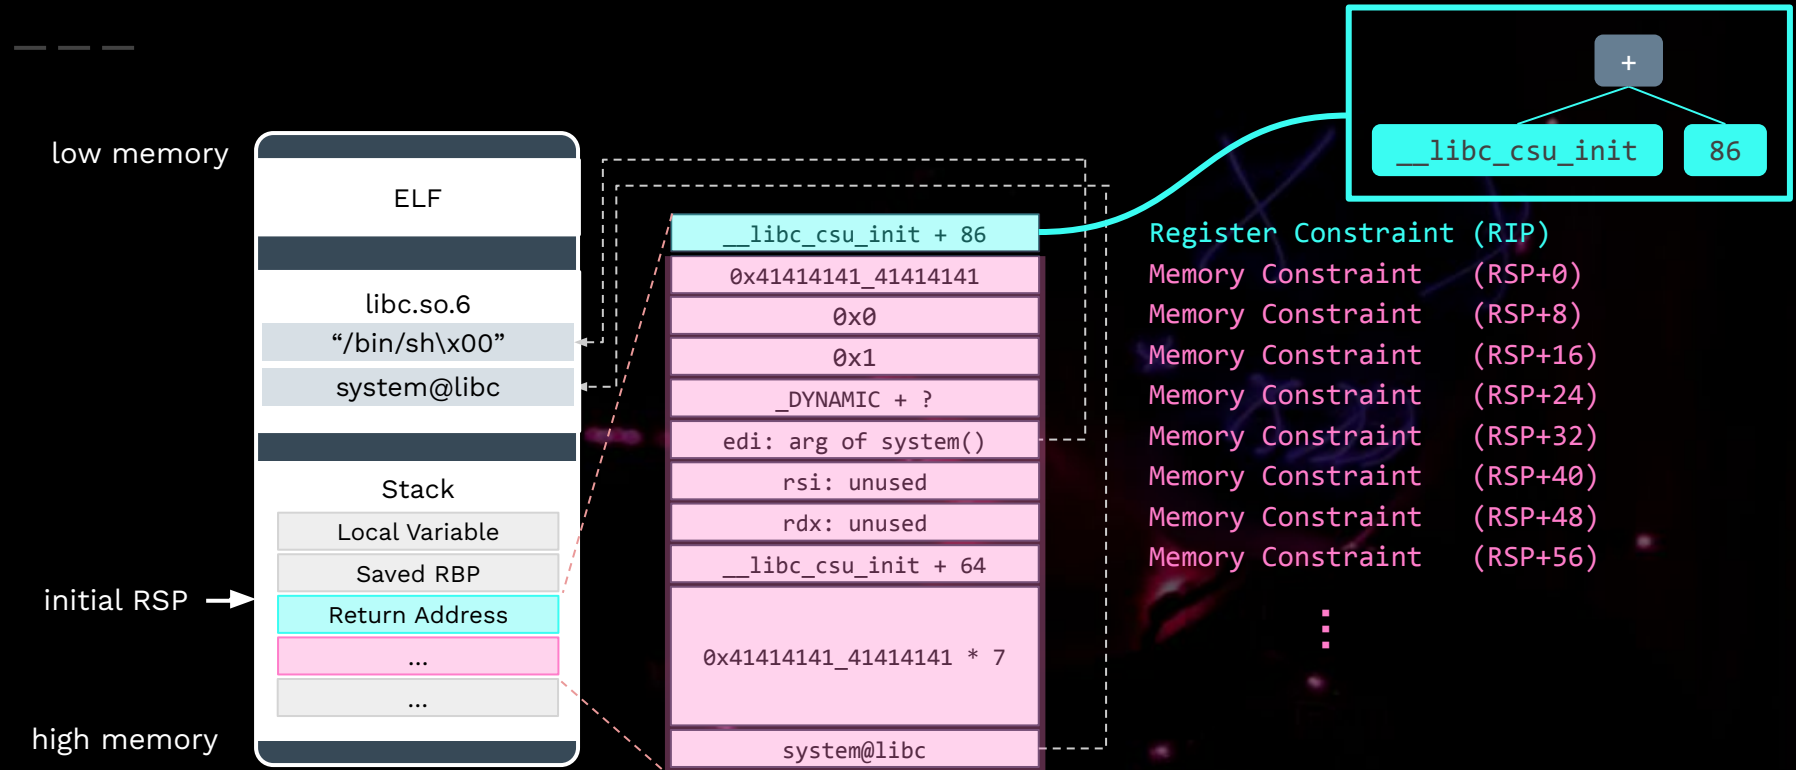 low memory
ELF
libc.so.6
“/bin/sh\x00”
system@libc
Stack
Local Variable
Saved RBP
initial RSP
Return Address
...
...
high memory
__libc_csu_init + 86
0x41414141_41414141
0x0
0x1
_DYNAMIC + ?
edi: arg of system()
rsi: unused
rdx: unused
__libc_csu_init + 64
0x41414141_41414141 * 7
system@libc
+
__libc_csu_init 86
Register Constraint (RIP)
Memory Constraint (RSP+0)
Memory Constraint (RSP+8)
Memory Constraint (RSP+16)
Memory Constraint (RSP+24)
Memory Constraint (RSP+32)
Memory Constraint (RSP+40)
Memory Constraint (RSP+48)
Memory Constraint (RSP+56)
⋮